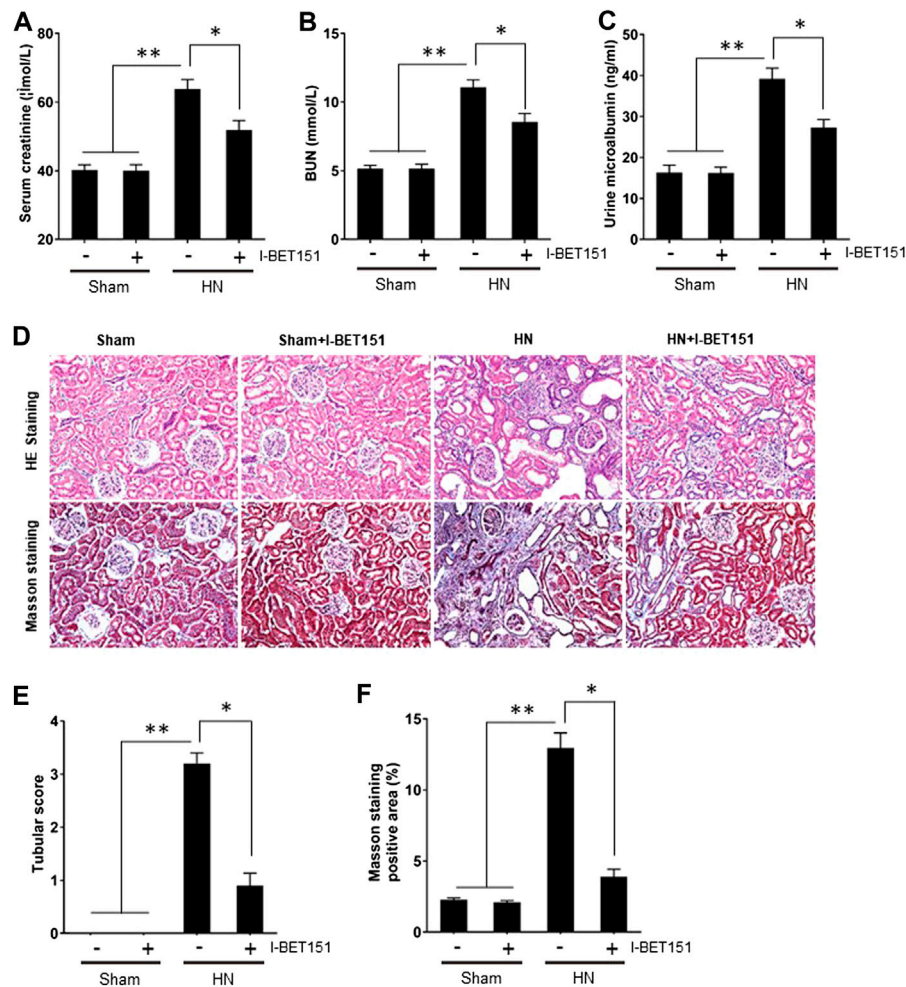 A
Serum creatinine (¦ìmol/L)
80
60
40
20
**
*
- + - + I-BET151
Sham HN
B
BUN (mmol/L)
15
10
5
0
**
*
- + - + I-BET151
Sham HN
C
Urine microalbumin (ng/ml)
50
40
30
20
10
0
**
*
- + - + I-BET151
Sham HN
D
Sham Sham+I-BET151 HN HN+I-BET151
HE Staining
Masson staining
E
Tubular score
4
3
2
1
0
**
*
- + - + I-BET151
Sham HN
F
Masson staining
positive area (%)
15
10
5
0
**
*
- + - + I-BET151
Sham HN